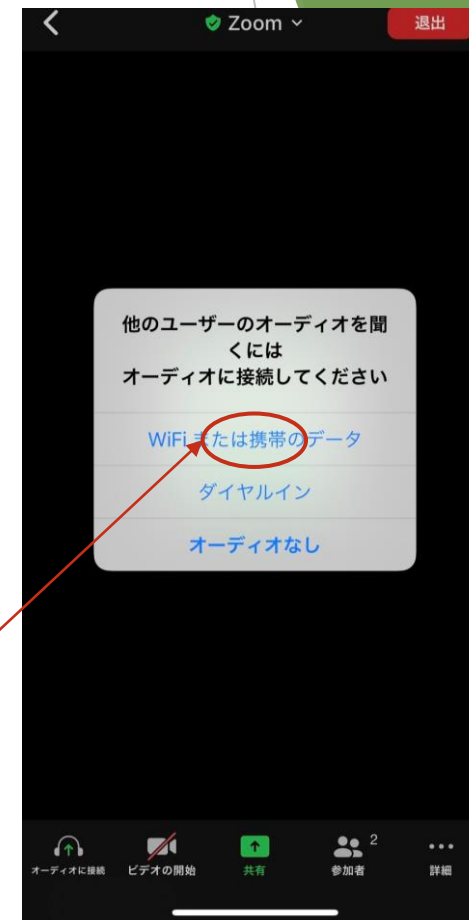 Zoom
退出
他のユーザーのオーディオを聞
くには
オーディオに接続してください
WiFi または携帯のデータ
ダイヤルイン
オーディオなし
2
オーディオに接続 ビデオの開始 共有 参加者 詳細